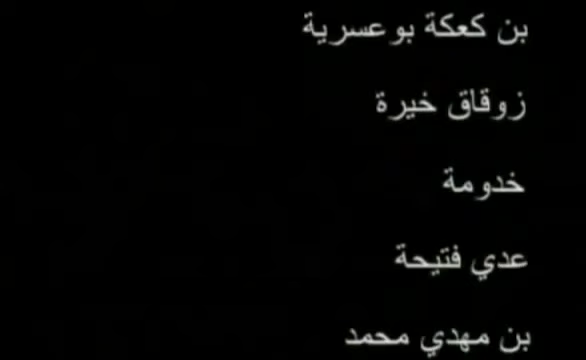 بن كعكة بوعسرية
زوقاق خيرة
خدومة
عدي فتيحة
بن مهدي محمد